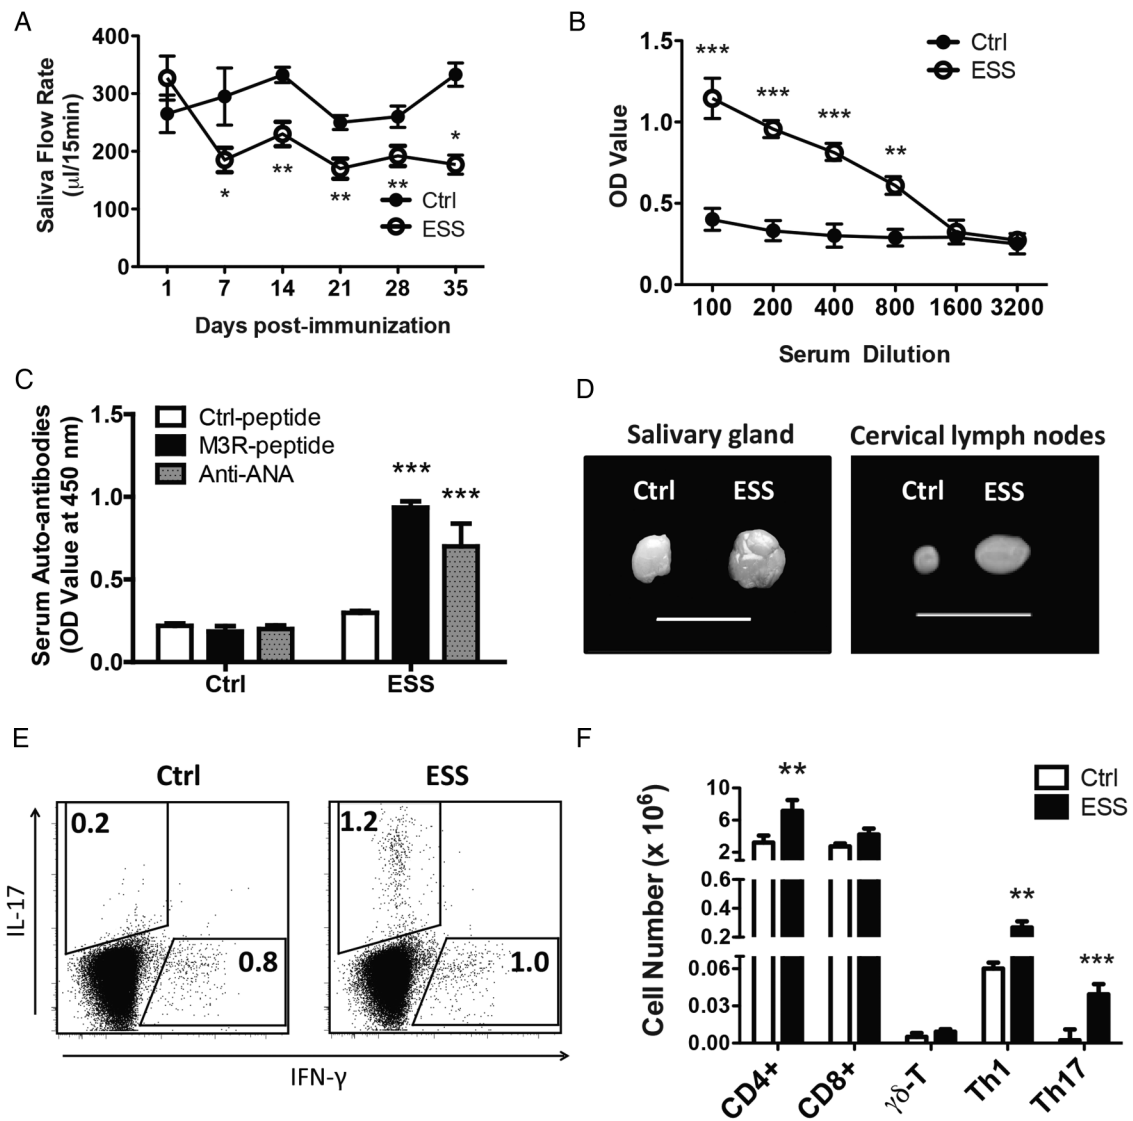 A
400
300
200
100
0
Saliva Flow Rate
(μl/15min)
*
**
**
**
*
Ctrl
ESS
1 7 14 21 28 35
Days post-immunization
B
1.5
1.0
0.5
0.0
OD Value
***
***
***
**
Ctrl
ESS
100 200 400 800 1600 3200
Serum Dilution
C
1.5
1.0
0.5
0.0
Serum Auto-antibodies
(OD Value at 450 nm)
Ctrl-peptide
M3R-peptide
Anti-ANA
***
***
Ctrl ESS
D
Salivary gland
Ctrl ESS
Cervical lymph nodes
Ctrl ESS
E
Ctrl
0.2
0.8
ESS
1.2
1.0
IL-17
IFN-γ
F
Cell Number (x 10⁶)
10
6
2
0.6
0.4
0.2
0.06
0.03
0.00
**
**
***
Ctrl
ESS
CD4+ CD8+ γδ-T Th1 Th17